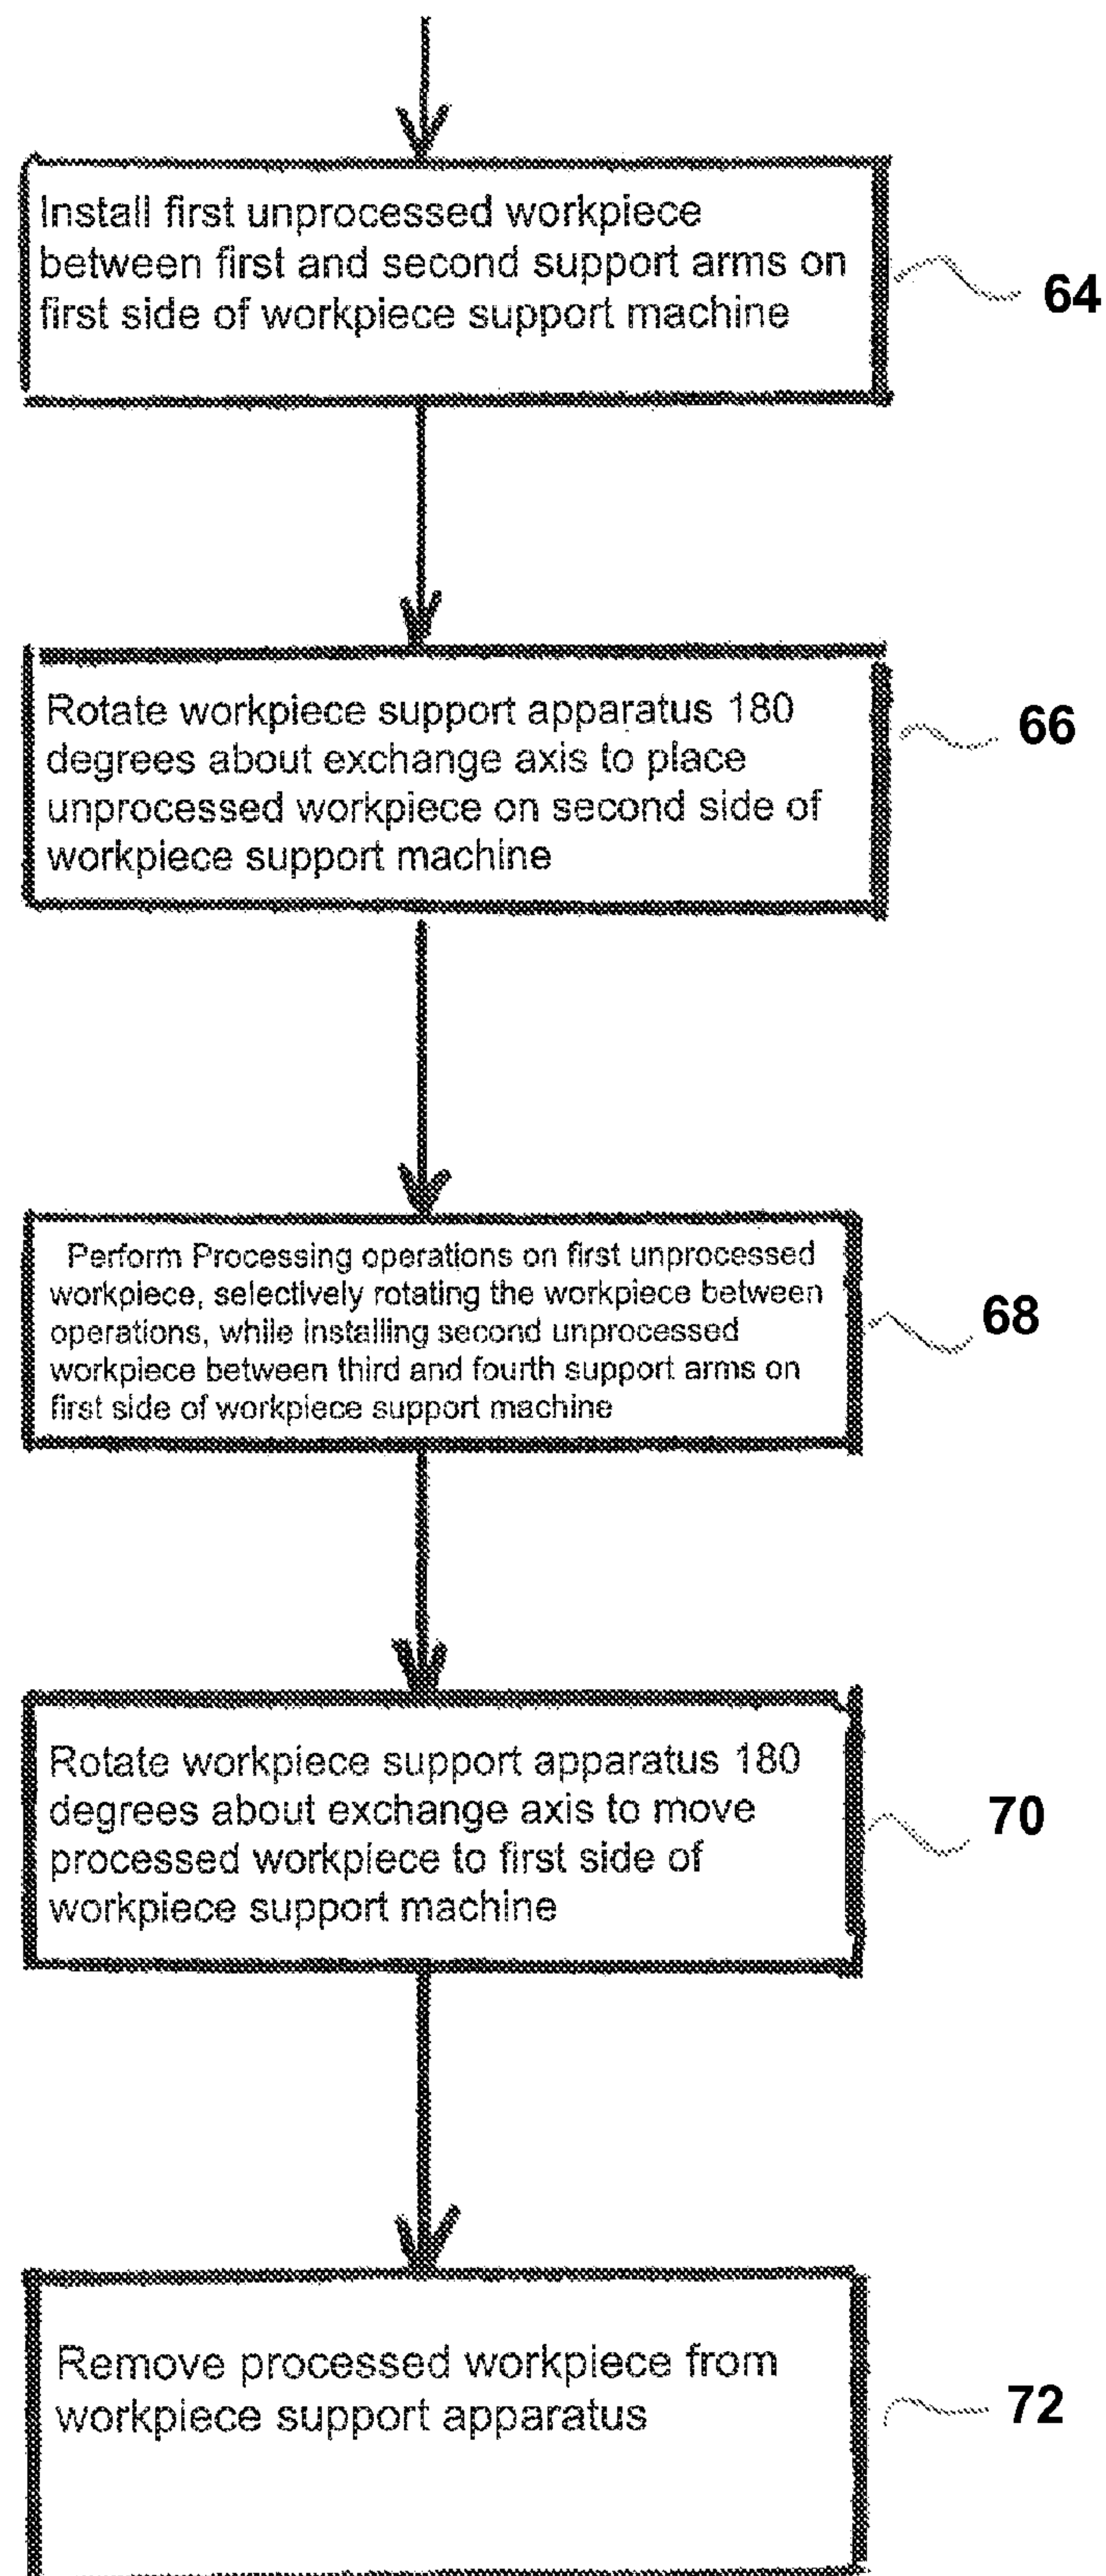 Install first unprocessed workpiece
between first and second support arms on
first side of workpiece support machine
64
Rotate workpiece support apparatus 180
degrees about exchange axis to place
unprocessed workpiece on second side of
workpiece support machine
66
Perform Processing operations on first unprocessed
workpiece, selectively rotating the workpiece between
operations, while installing second unprocessed
workpiece between third and fourth support arms on
first side of workpiece support machine
68
Rotate workpiece support apparatus 180
degrees about exchange axis to move
processed workpiece to first side of
workpiece support machine
70
Remove processed workpiece from
workpiece support apparatus
72